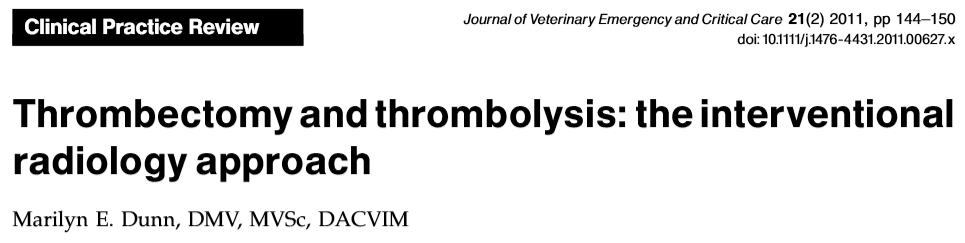 Clinical Practice Review
Journal of Veterinary Emergency and Critical Care 21(2) 2011, pp 144–150
doi: 10.1111/j.1476-4431.2011.00627.x
Thrombectomy and thrombolysis: the interventional
radiology approach
Marilyn E. Dunn, DMV, MVSc, DACVIM